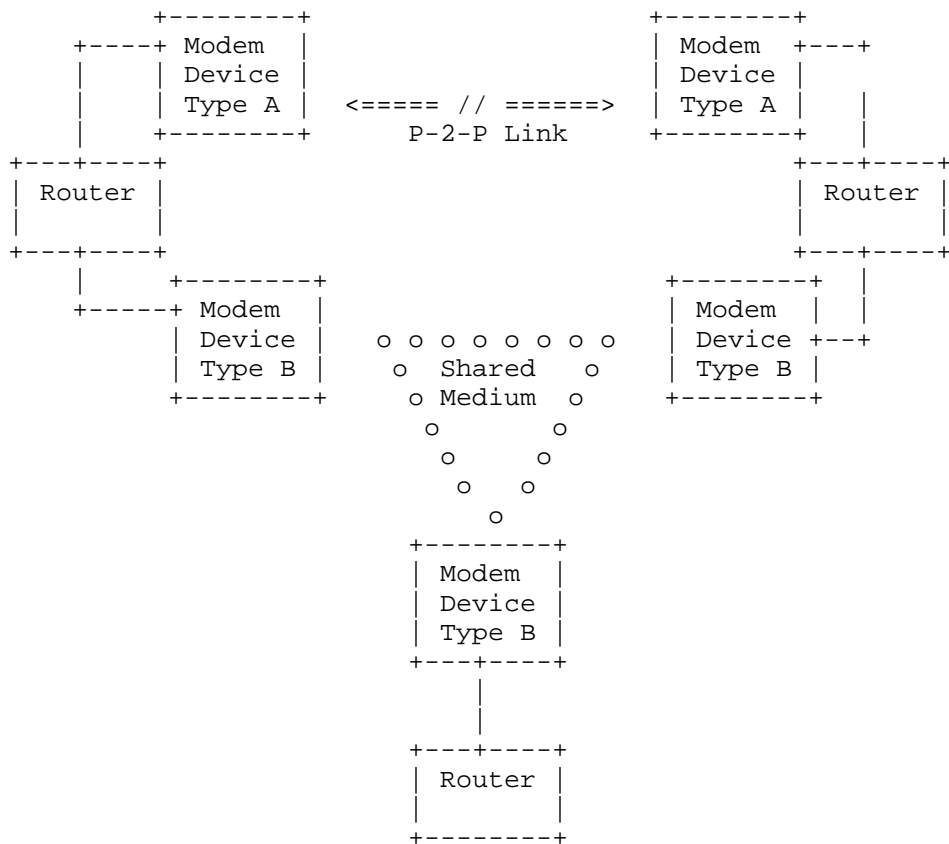 Modem Modem
Device Device
Type A <===== // ======> Type A
P-2-P Link
Router Router
Modem Modem
Device Device
Type B Shared Type B
Medium
Modem
Device
Type B
Router